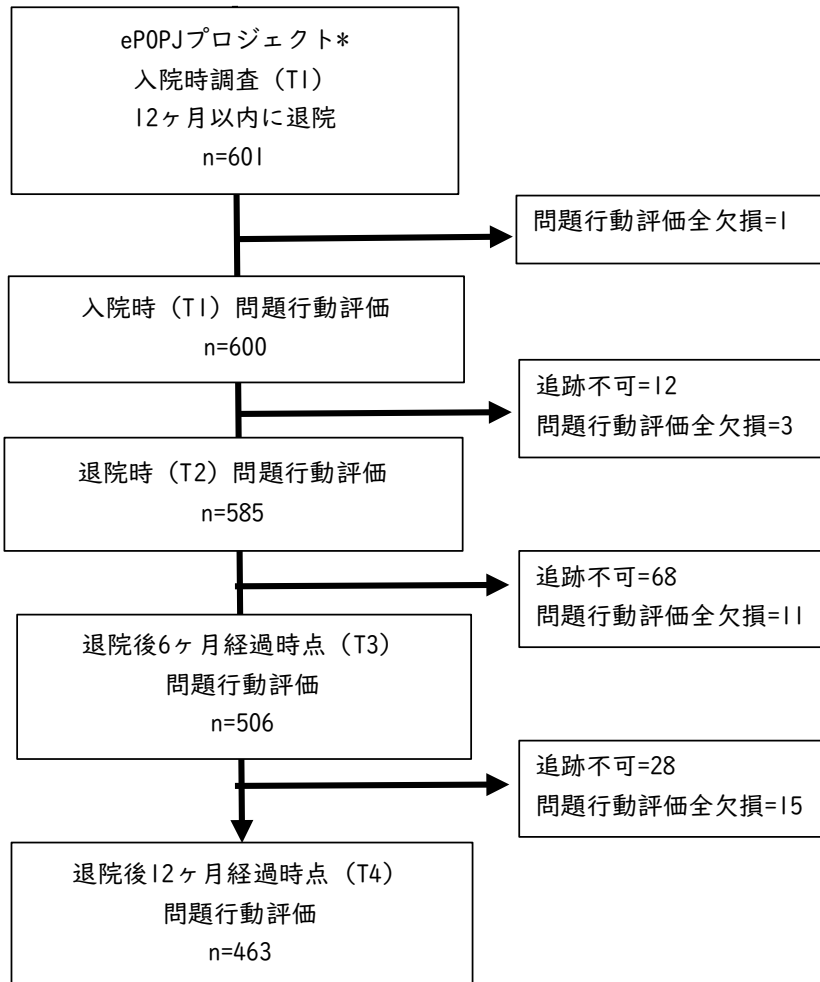 ePOPJプロジェクト*
入院時調査（T1）
12ヶ月以内に退院
n=601
問題行動評価全欠損=1
入院時（T1）問題行動評価
n=600
追跡不可=12
問題行動評価全欠損=3
退院時（T2）問題行動評価
n=585
追跡不可=68
問題行動評価全欠損=11
退院後6ヶ月経過時点（T3）
問題行動評価
n=506
追跡不可=28
問題行動評価全欠損=15
退院後12ヶ月経過時点（T4）
問題行動評価
n=463